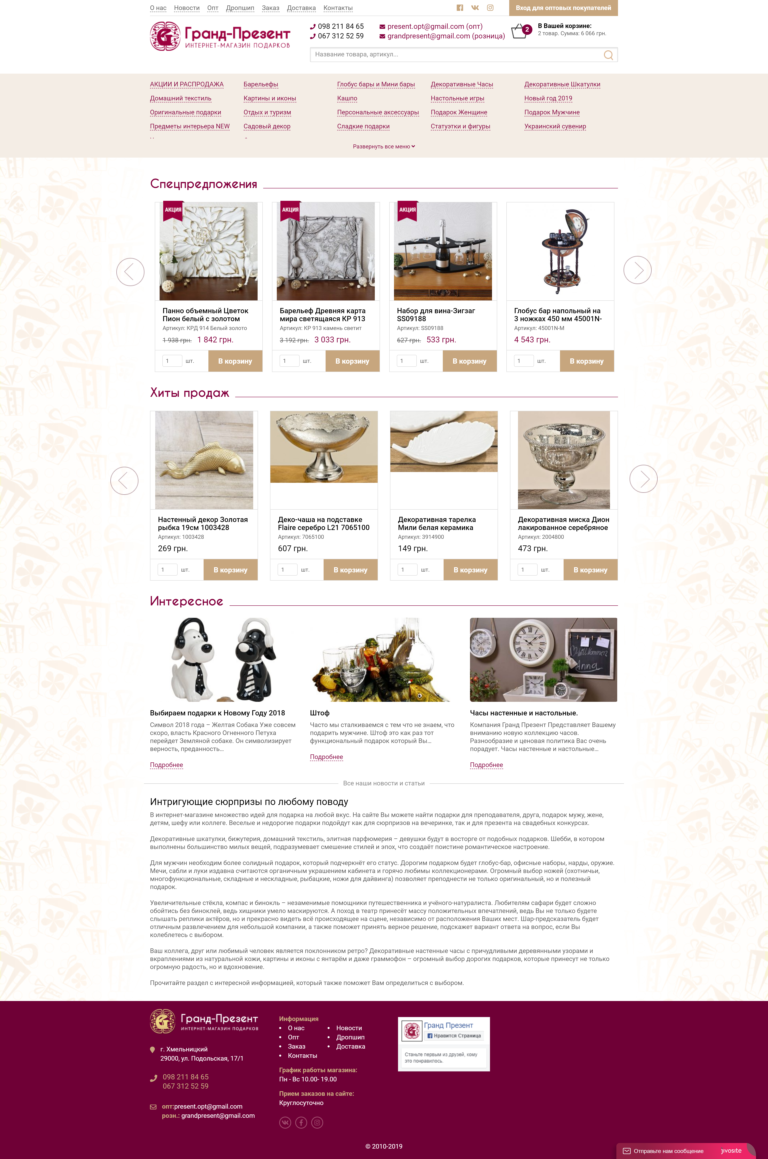 О нас Новости Опт Дропшип Заказ Доставка Контакты
Вход для оптовых покупателей
Гранд-Презент
ИНТЕРНЕТ-МАГАЗИН ПОДАРКОВ
098 211 84 65
067 312 52 59
present.opt@gmail.com (опт)
grandpresent@gmail.com (розница)
2
В Вашей корзине:
2 товар. Сумма: 6 066 грн.
Название товара, артикул...
АКЦИИ И РАСПРОДАЖА
Барельефы
Глобус бары и Мини бары
Декоративные Часы
Декоративные Шкатулки
Домашний текстиль
Картины и иконы
Кашпо
Настольные игры
Новый год 2019
Оригинальные подарки
Отдых и туризм
Персональные аксессуары
Подарок Женщине
Подарок Мужчине
Предметы интерьера NEW
Садовый декор
Сладкие подарки
Статуэтки и фигуры
Украинский сувенир
Развернуть все меню
Спецпредложения
АКЦИЯ
АКЦИЯ
АКЦИЯ
Панно объемный Цветок
Пион белый с золотом
Артикул: КРД 914 Белый золото
1 938 грн. 1 842 грн.
1 шт. В корзину
Барельеф Древняя карта
мира светящаяся КР 913
Артикул: КР 913 камень светит
3 192 грн. 3 033 грн.
1 шт. В корзину
Набор для вина-Зигзаг
SS09188
Артикул: SS09188
627 грн. 533 грн.
1 шт. В корзину
Глобус бар напольный на
3 ножках 450 мм 45001N-
Артикул: 45001N-M
4 543 грн.
1 шт. В корзину
Хиты продаж
Настенный декор Золотая
рыбка 19см 1003428
Артикул: 1003428
269 грн.
1 шт. В корзину
Деко-чаша на подставке
Flaire серебро L21 7065100
Артикул: 7065100
607 грн.
1 шт. В корзину
Декоративная тарелка
Мили белая керамика
Артикул: 3914900
149 грн.
1 шт. В корзину
Декоративная миска Дион
лакированное серебряное
Артикул: 2004800
473 грн.
1 шт. В корзину
Интересное
Выбираем подарки к Новому Году 2018
Символ 2018 года – Желтая Собака Уже совсем
скоро, власть Красного Огненного Петуха
перейдет Земляной собаке. Он символизирует
верность, преданность...
Подробнее
Штоф
Часто мы сталкиваемся с тем что не знаем, что
подарить мужчине. Штоф это как раз тот
функциональный подарок который Вы...
Подробнее
Часы настенные и настольные.
Компания Гранд Презент Представляет Вашему
вниманию новую коллекцию часов.
Разнообразие и ценовая политика Вас очень
порадует. Часы настенные и настольные...
Подробнее
Все наши новости и статьи
Интригующие сюрпризы по любому поводу
В интернет-магазине множество идей для подарка на любой вкус. На сайте Вы можете найти подарки для преподавателя, друга, подарок мужу, жене,
детям, шефу или коллеге. Веселые и недорогие подарки подойдут как для сюрпризов на вечеринке, так и для презента на свадебных конкурсах.
Декоративные шкатулки, бижутерия, домашний текстиль, элитная парфюмерия – девушки будут в восторге от подобных подарков. Шебби, в котором
выполнены большинство милых вещей, подразумевает смешение стилей и эпох, что создаёт поистине романтическое настроение.
Для мужчин необходим более солидный подарок, который подчеркнёт его статус. Дорогим подарком будет глобус-бар, офисные наборы, нарды, оружие.
Мечи, сабли и луки издавна считаются органичным украшением кабинета и горячо любимы коллекционерами. Огромный выбор ножей (охотничьи,
многофункциональные, складные и нескладные, рыбацкие, ножи для дайвинга) позволяет преподнести не только оригинальный, но и полезный
подарок.
Увеличительные стёкла, компас и бинокль – незаменимые помощники путешественника и учёного-натуралиста. Любителям сафари будет сложно
обойтись без биноклей, ведь хищники умело маскируются. А поход в театр принесёт массу положительных впечатлений, ведь Вы не только будете
слышать реплики актёров, но и прекрасно видеть всё происходящее на сцене, независимо от расположения Ваших мест. Шар-предсказатель будет
отличным развлечением для небольшой компании, а также поможет принять верное решение, подскажет вариант ответа на вопрос, если Вы
колеблетесь с выбором.
Ваш коллега, друг или любимый человек является поклонником ретро? Декоративные настенные часы с причудливыми деревянными узорами и
вкраплениями из натуральной кожи, картины и иконы с янтарём и даже граммофон – огромный выбор дорогих подарков, которые принесут не только
огромную радость, но и вдохновение.
Прочитайте раздел с интересной информацией, который также поможет Вам определиться с выбором.
Гранд-Презент
ИНТЕРНЕТ-МАГАЗИН ПОДАРКОВ
г. Хмельницкий
29000, ул. Подольская, 17/1
098 211 84 65
067 312 52 59
опт:present.opt@gmail.com
розн.: grandpresent@gmail.com
Информация
О нас
Новости
Опт
Дропшип
Заказ
Доставка
Контакты
График работы магазина:
Пн - Вс 10.00- 19.00
Прием заказов на сайте:
Круглосуточно
Гранд Презент
Нравится Страница
Станьте первым из друзей, кому
это понравилось.
© 2010-2019
Отправьте нам сообщение